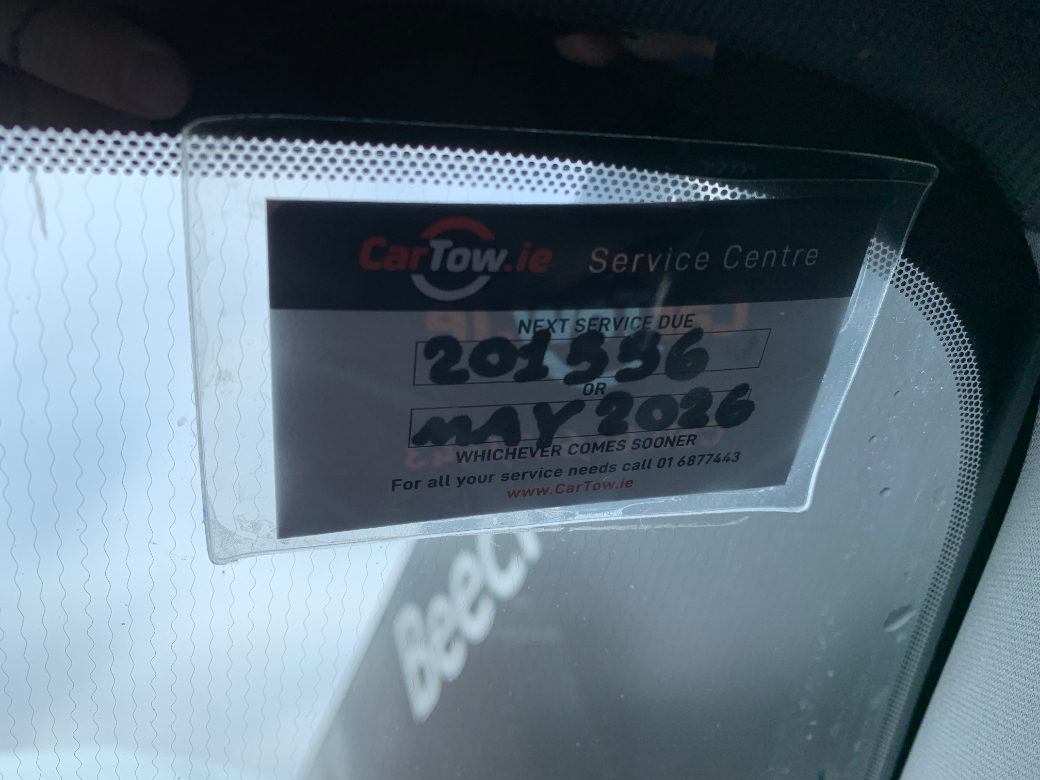 CarTow.ie Service Centre
NEXT SERVICE DUE
201556
OR
MAY 2026
WHICHEVER COMES SOONER
For all your service needs call 01 6877443
www.CarTow.ie